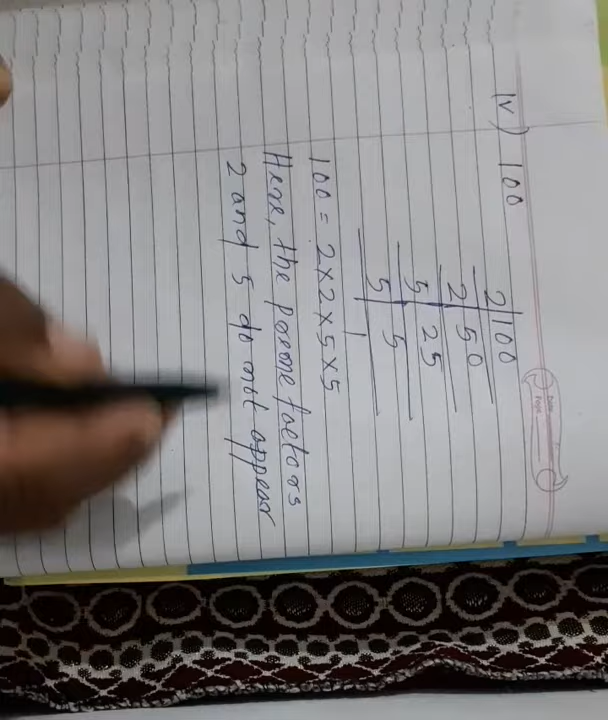 iv) 100
2|100
2|50
5|25
5|5
1
100 = 2×2×5×5
Here, the prime factors
2 and 5 do not appear